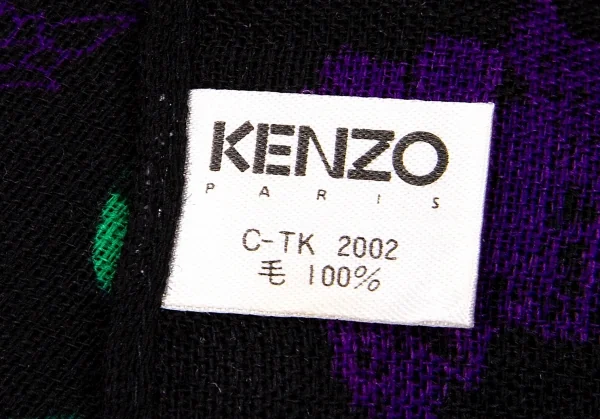 KENZO
PARIS
C-TK 2002
毛 100%